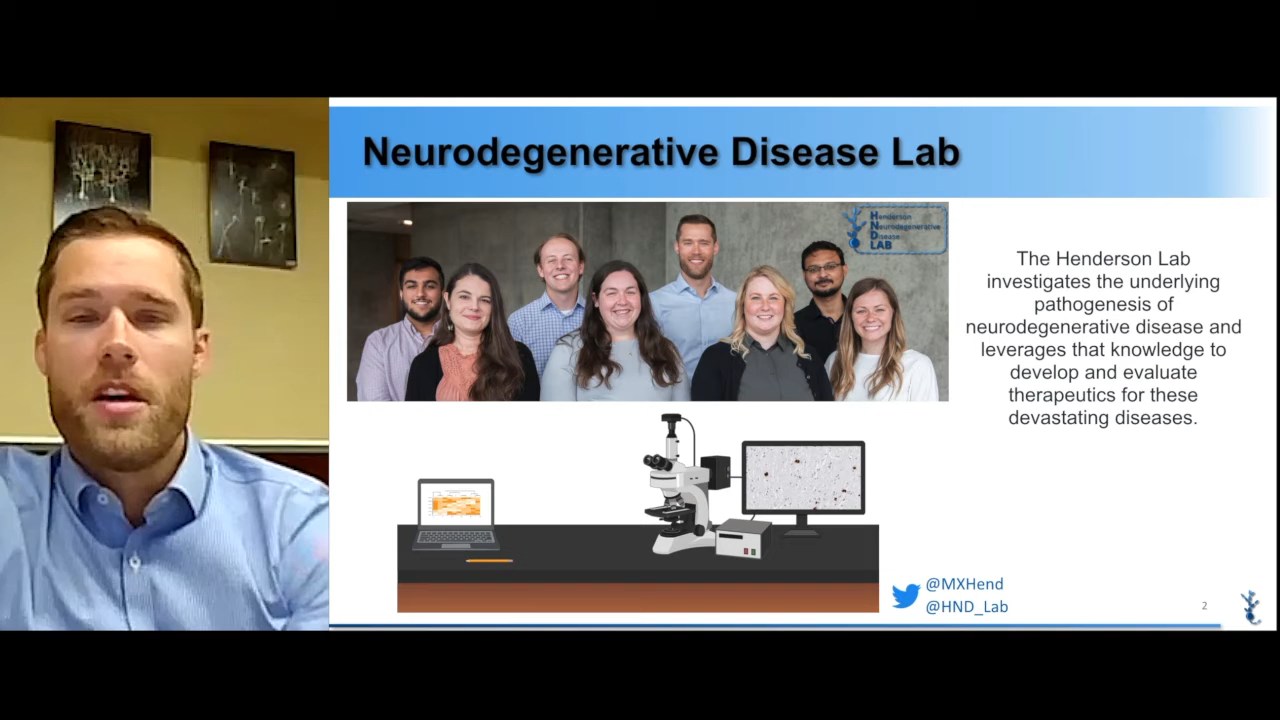 Neurodegenerative Disease Lab
Henderson
Neurodegenerative
Disease
LAB
The Henderson Lab
investigates the underlying
pathogenesis of
neurodegenerative disease and
leverages that knowledge to
develop and evaluate
therapeutics for these
devastating diseases.
@MXHend
@HND_Lab
2